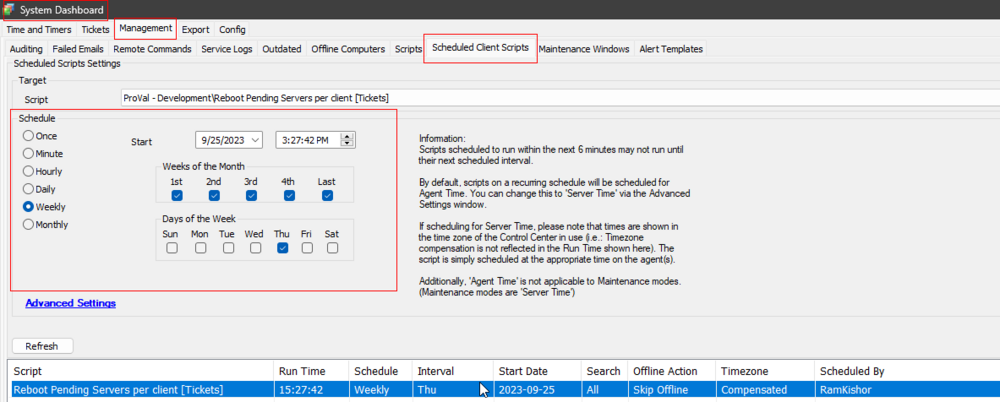 System Dashboard
Time and Timers Tickets Management Export Config
Auditing Failed Emails Remote Commands Service Logs Outdated Offline Computers Scripts Scheduled Client Scripts Maintenance Windows Alert Templates
Scheduled Scripts Settings
Target
Script ProVal - Development\Reboot Pending Servers per client [Tickets]
Schedule
Once
Minute
Hourly
Daily
Weekly
Monthly
Start 9/25/2023 3:27:42 PM
Weeks of the Month
1st 2nd 3rd 4th Last
Days of the Week
Sun Mon Tue Wed Thu Fri Sat
Information:
Scripts scheduled to run within the next 6 minutes may not run until
their next scheduled interval.
By default, scripts on a recurring schedule will be scheduled for
Agent Time. You can change this to 'Server Time' via the Advanced
Settings window.
If scheduling for Server Time, please note that times are shown in
the time zone of the Control Center in use (i.e.: Timezone
compensation is not reflected in the Run Time shown here). The
script is simply scheduled at the appropriate time on the agent(s).
Additionally, 'Agent Time' is not applicable to Maintenance modes.
(Maintenance modes are 'Server Time')
Advanced Settings
Refresh
Script Run Time Schedule Interval Start Date Search Offline Action Timezone Scheduled By
Reboot Pending Servers per client [Tickets] 15:27:42 Weekly Thu 2023-09-25 All Skip Offline Compensated RamKishor